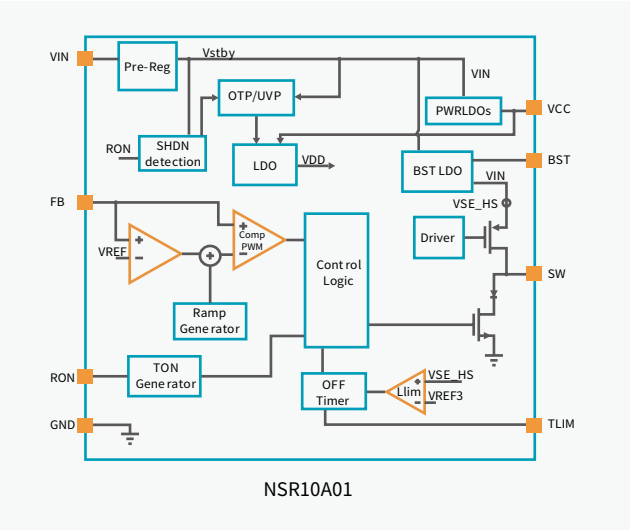 VIN
Pre-Reg
Vstby
VIN
OTP/UVP
PWRLDOs
VCC
RON
SHDN
detection
LDO
VDD
BST LDO
BST
VIN
FB
VSE_HS
+
Comp
PWM
−
Driver
VREF
+
−
+
Control
Logic
SW
Ramp
Generator
RON
TON
Generator
OFF
Timer
Llim
+
−
VSE_HS
VREF3
GND
TLIM
NSR10A01